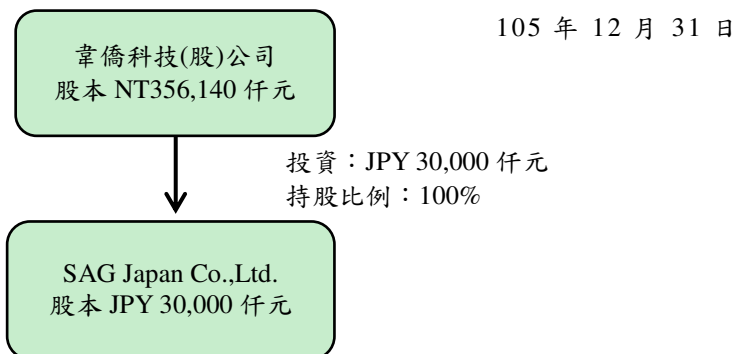 105 年 12 月 31 日
韋僑科技(股)公司
股本 NT356,140 仟元
投資：JPY 30,000 仟元
持股比例：100%
SAG Japan Co.,Ltd.
股本 JPY 30,000 仟元